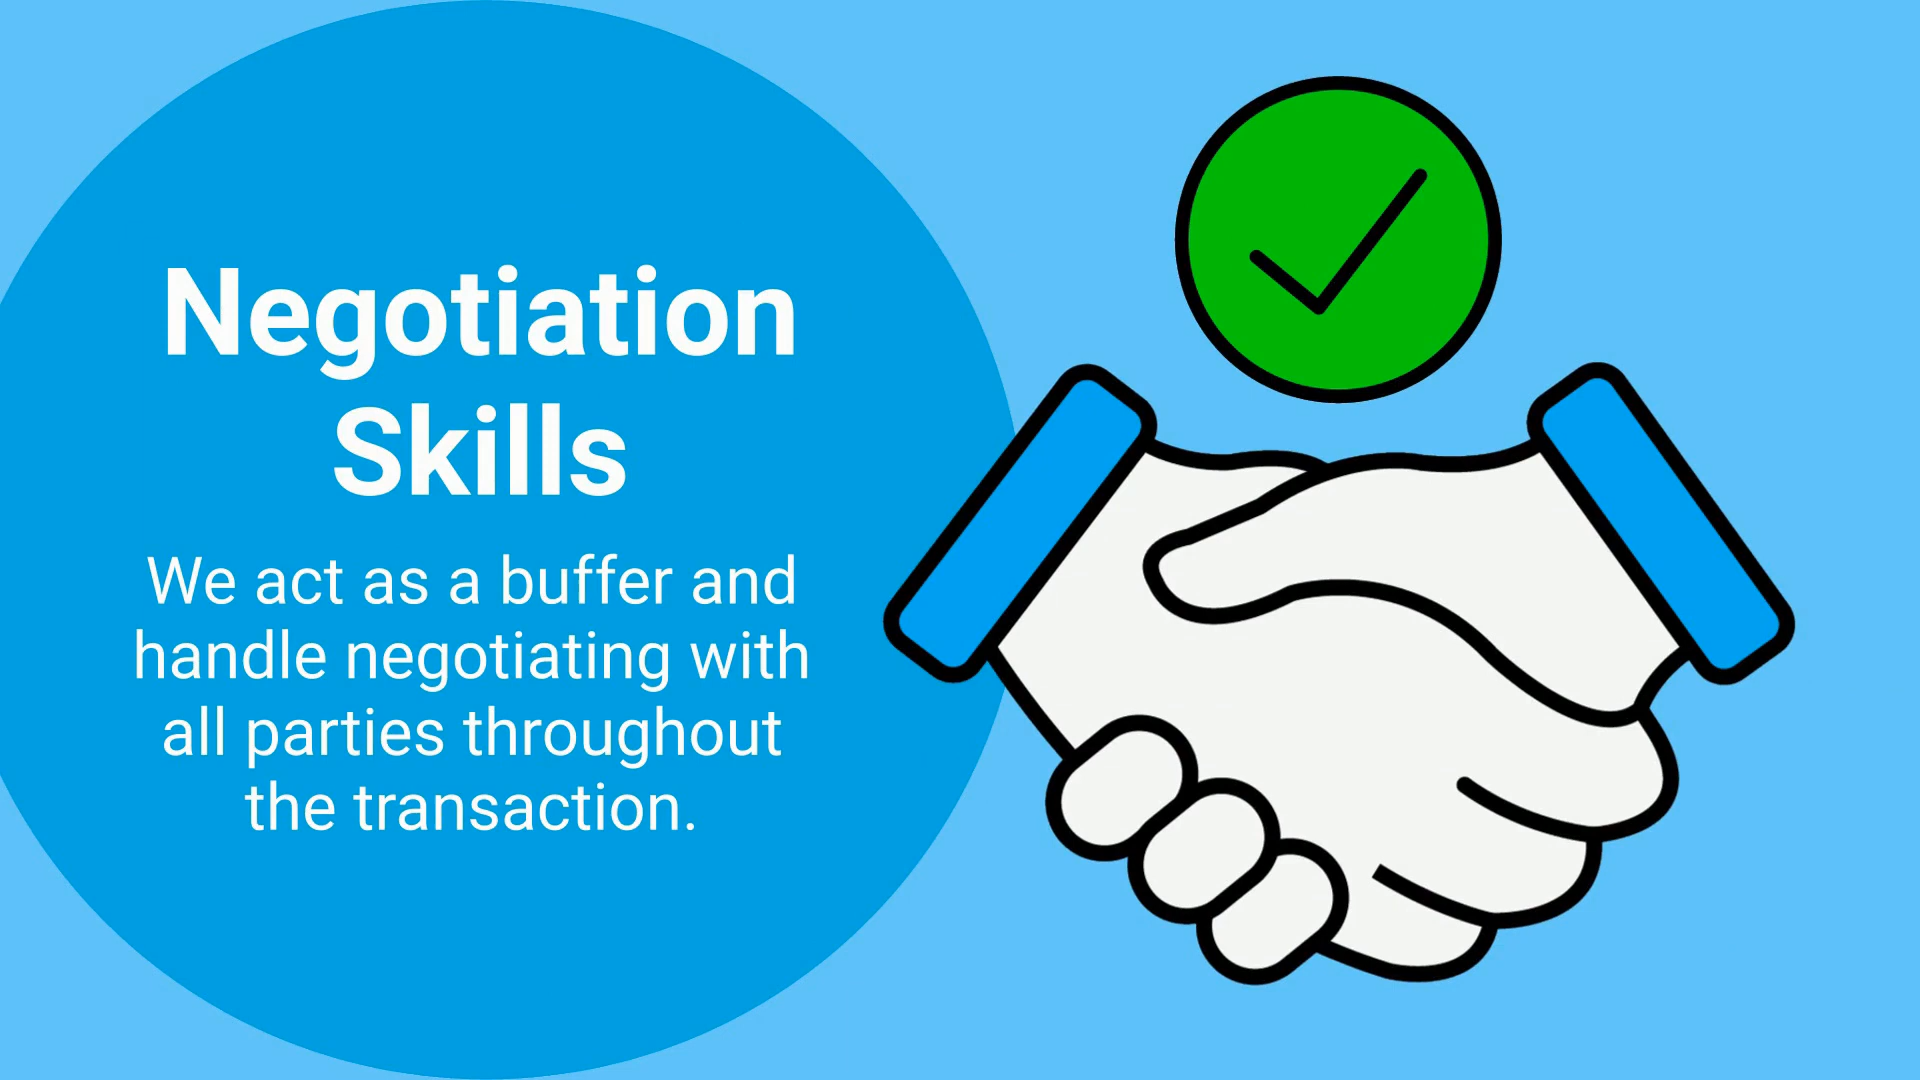 Negotiation
Skills
We act as a buffer and
handle negotiating with
all parties throughout
the transaction.